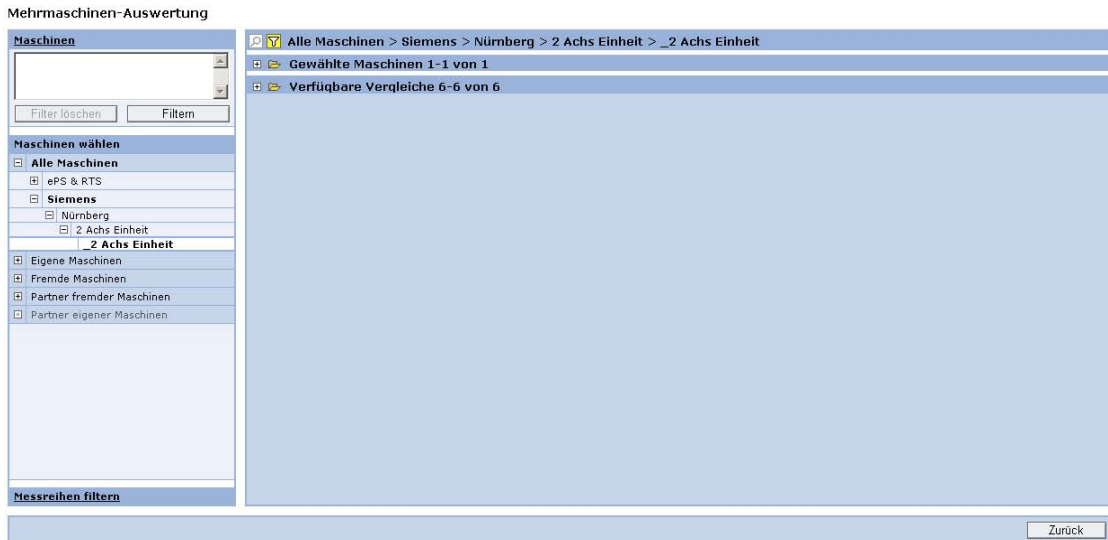 Mehrmaschinen-Auswertung
Maschinen
Filter löschen
Filtern
Maschinen wählen
Alle Maschinen
ePS & RTS
Siemens
Nürnberg
2 Achs Einheit
_2 Achs Einheit
Eigene Maschinen
Fremde Maschinen
Partner fremder Maschinen
Partner eigener Maschinen
Messreihen filtern
Alle Maschinen > Siemens > Nürnberg > 2 Achs Einheit > _2 Achs Einheit
Gewählte Maschinen 1-1 von 1
Verfügbare Vergleiche 6-6 von 6
Zurück